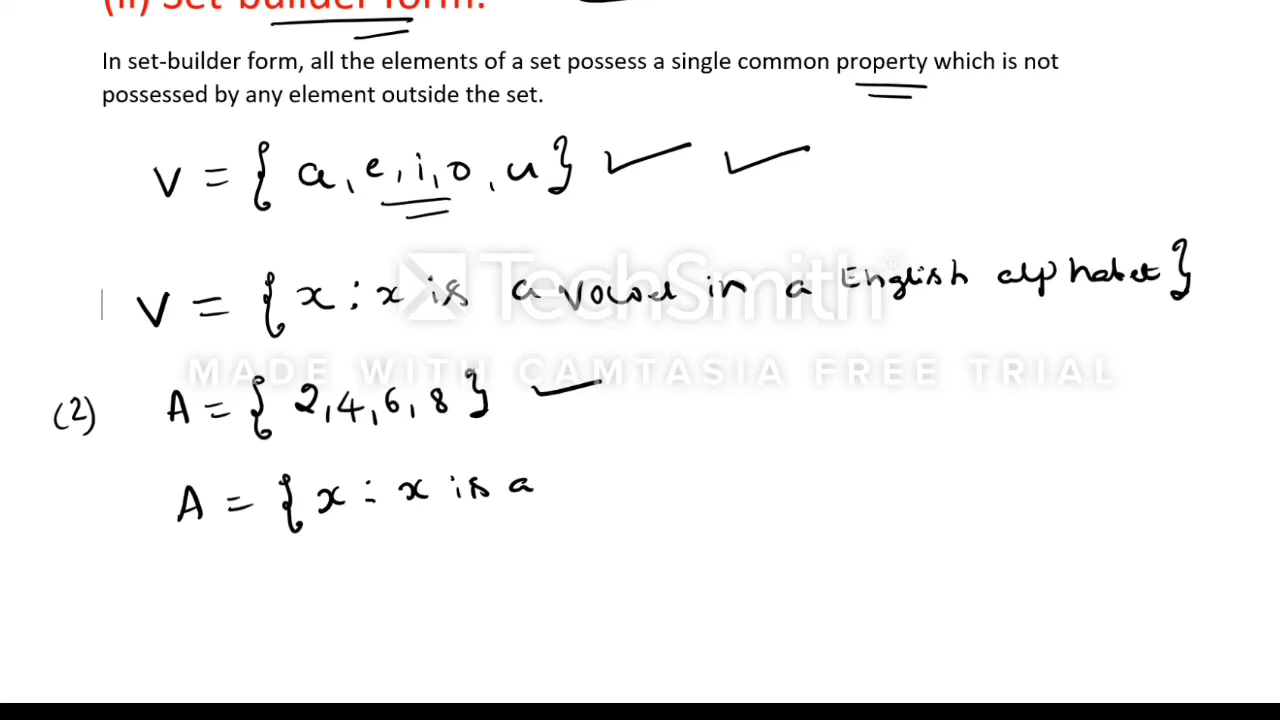 (ii) Set-builder form:
In set-builder form, all the elements of a set possess a single common property which is not
possessed by any element outside the set.
V = { a, e, i, o, u }
TechSmith
V = { x : x is a vowel in a English alphabet }
MADE WITH CAMTASIA FREE TRIAL
(2) A = { 2, 4, 6, 8 }
A = { x : x is a